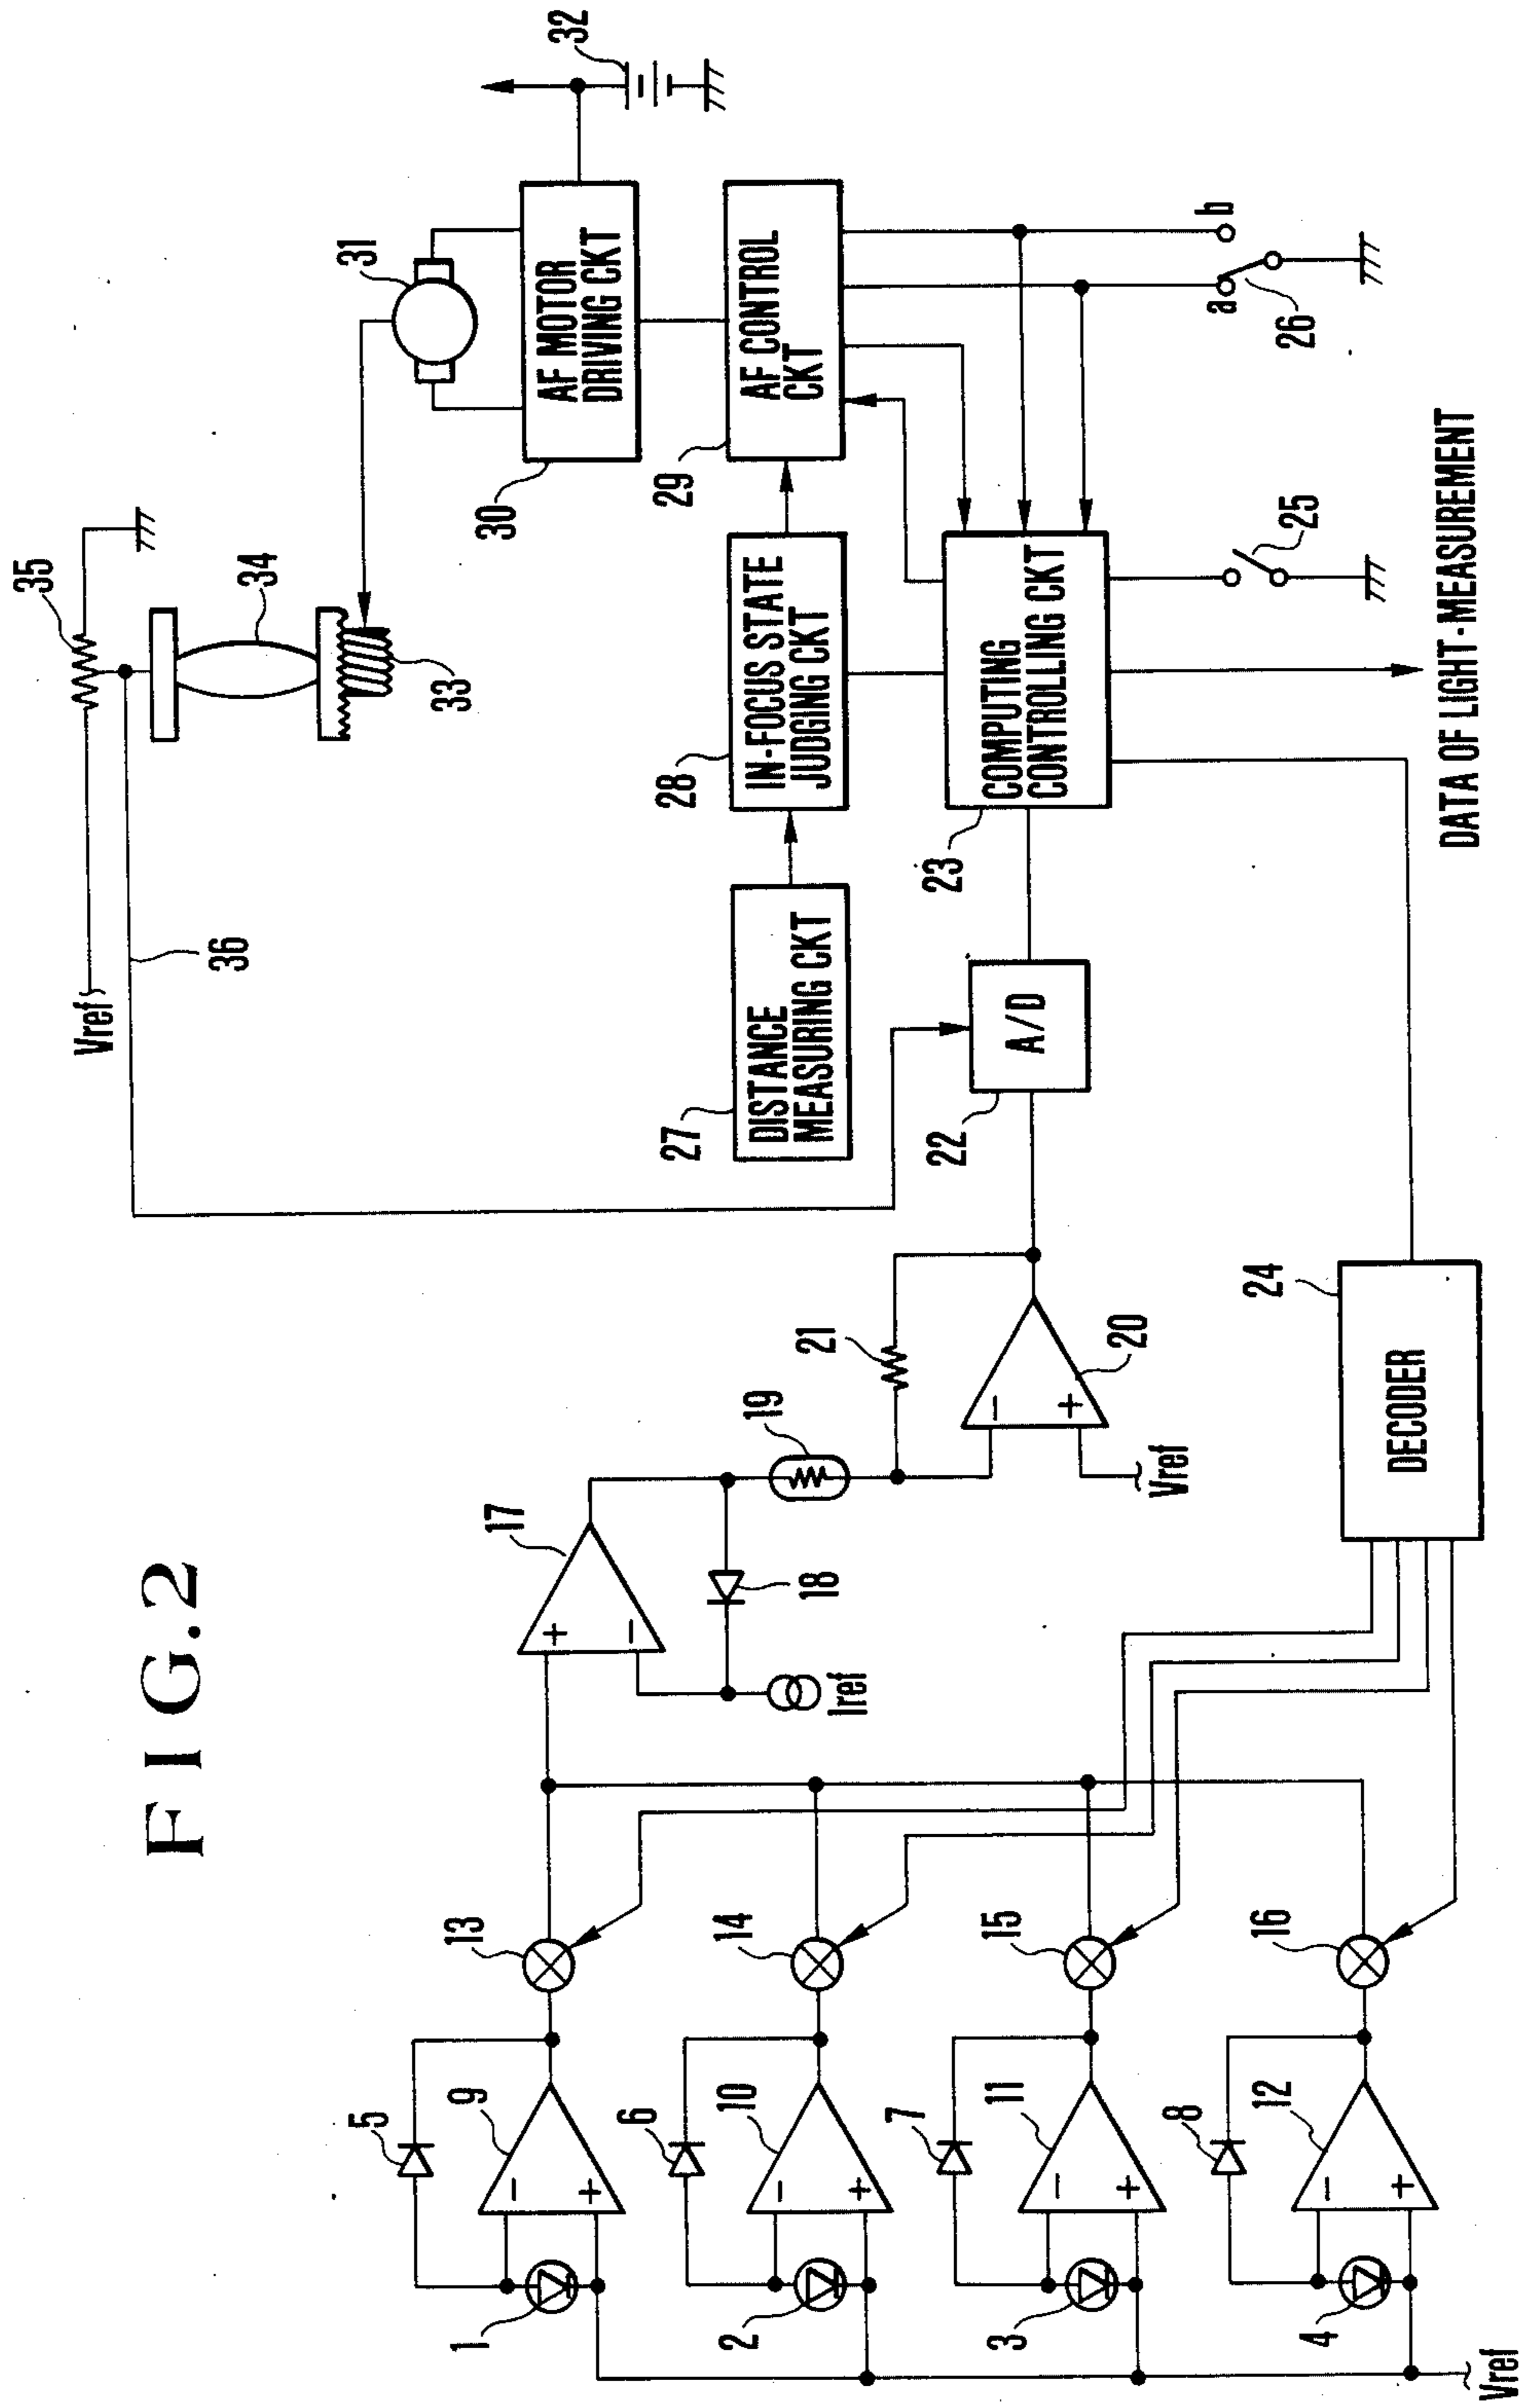 FIG.2
1
2
3
4
5
6
7
8
9
10
11
12
13
14
15
16
−
+
−
+
−
+
−
+
Vref
17
+
−
18
Iref
19
20
−
+
Vref
21
22
A/D
23
COMPUTING
CONTROLLING CKT
24
DECODER
25
26
a
b
27
DISTANCE
MEASURING CKT
28
IN-FOCUS STATE
JUDGING CKT
29
AF CONTROL
CKT
30
AF MOTOR
DRIVING CKT
31
32
33
34
35
36
Vref
DATA OF LIGHT-MEASUREMENT